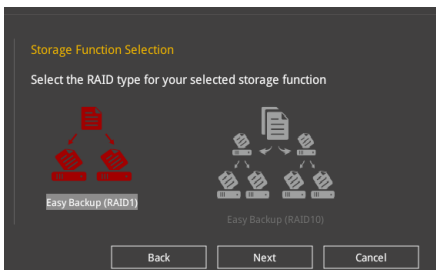 Storage Function Selection
Select the RAID type for your selected storage function
Easy Backup (RAID1)
Easy Backup (RAID10)
Back
Next
Cancel